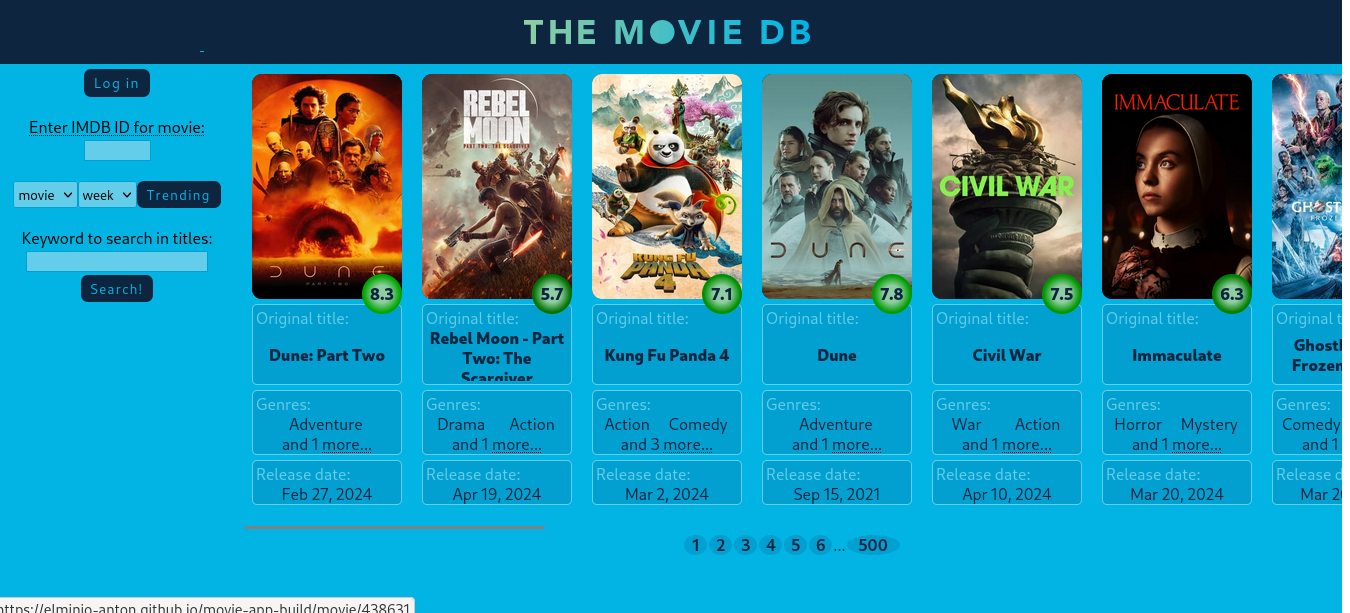 THE MOVIE DB
Log in
Enter IMDB ID for movie:
movie week Trending
Keyword to search in titles:
Search!
DUNE
PART TWO
8.3
Original title:
Dune: Part Two
Genres:
Adventure
and 1 more...
Release date:
Feb 27, 2024
REBEL
MOON
PART TWO: THE SCARGIVER
5.7
Original title:
Rebel Moon - Part
Two: The
Scargiver
Genres:
Drama Action
and 1 more...
Release date:
Apr 19, 2024
KUNG FU
PANDA
4
7.1
Original title:
Kung Fu Panda 4
Genres:
Action Comedy
and 3 more...
Release date:
Mar 2, 2024
DUNE
7.8
Original title:
Dune
Genres:
Adventure
and 1 more...
Release date:
Sep 15, 2021
CIVIL WAR
7.5
Original title:
Civil War
Genres:
War Action
and 1 more...
Release date:
Apr 10, 2024
IMMACULATE
6.3
Original title:
Immaculate
Genres:
Horror Mystery
and 1 more...
Release date:
Mar 20, 2024
GHOST
FROZE
Original t
Ghostl
Frozen
Genres:
Comedy
and 1
Release d
Mar 2
1 2 3 4 5 6 ... 500
https://elminio-anton.github.io/movie-app-build/movie/438631